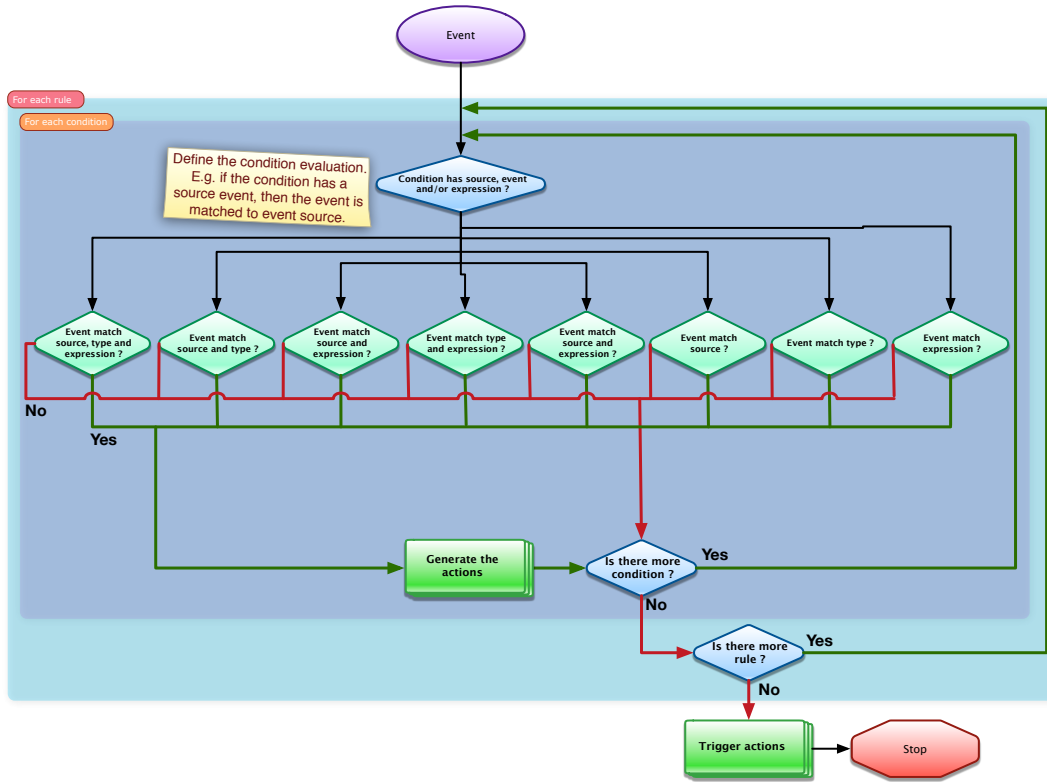 Event
For each rule
For each condition
Define the condition evaluation.
E.g. if the condition has a
source event, then the event is
matched to event source.
Condition has source, event
and/or expression ?
Event match
source, type and
expression ?
Event match
source and type ?
Event match
source and
expression ?
Event match type
and expression ?
Event match
source and
expression ?
Event match
source ?
Event match type ?
Event match
expression ?
No
Yes
Generate the
actions
Is there more
condition ?
Yes
No
Is there more
rule ?
Yes
No
Trigger actions
Stop